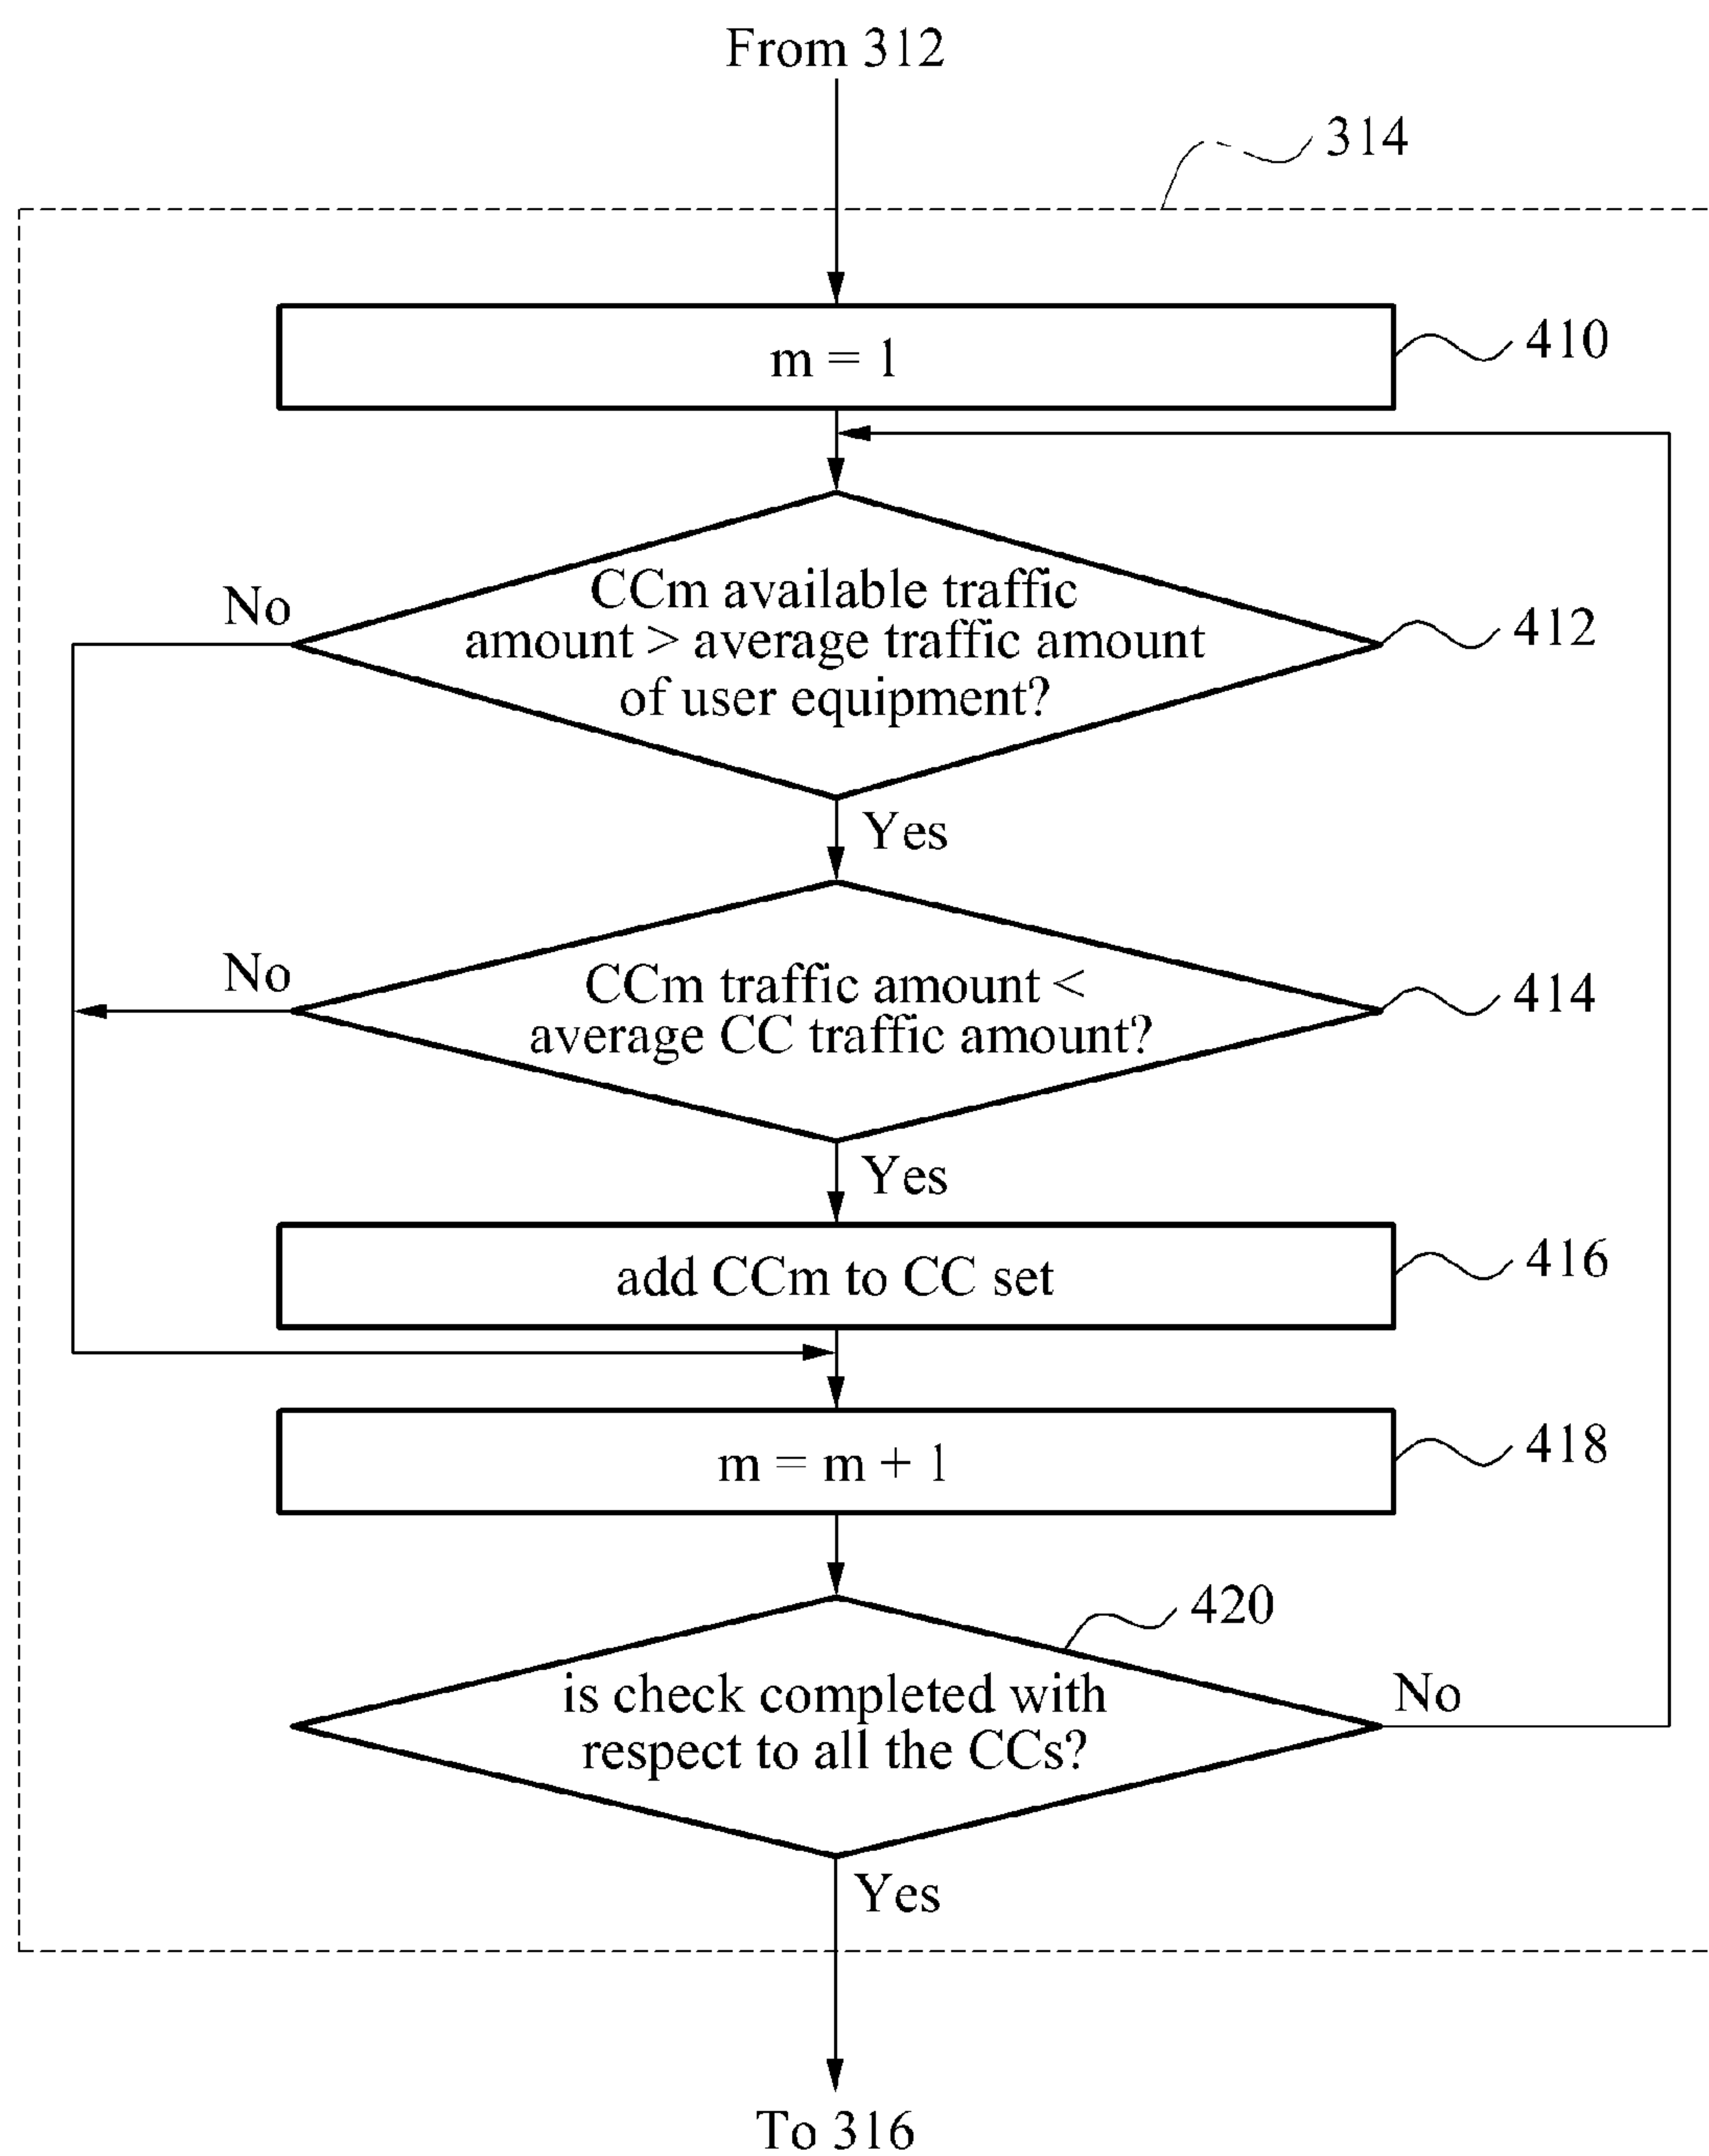 From 312
314
m = 1
410
CCm available traffic
amount > average traffic amount
of user equipment?
No
412
Yes
CCm traffic amount <
average CC traffic amount?
No
414
Yes
add CCm to CC set
416
m = m + 1
418
420
is check completed with
respect to all the CCs?
No
Yes
To 316